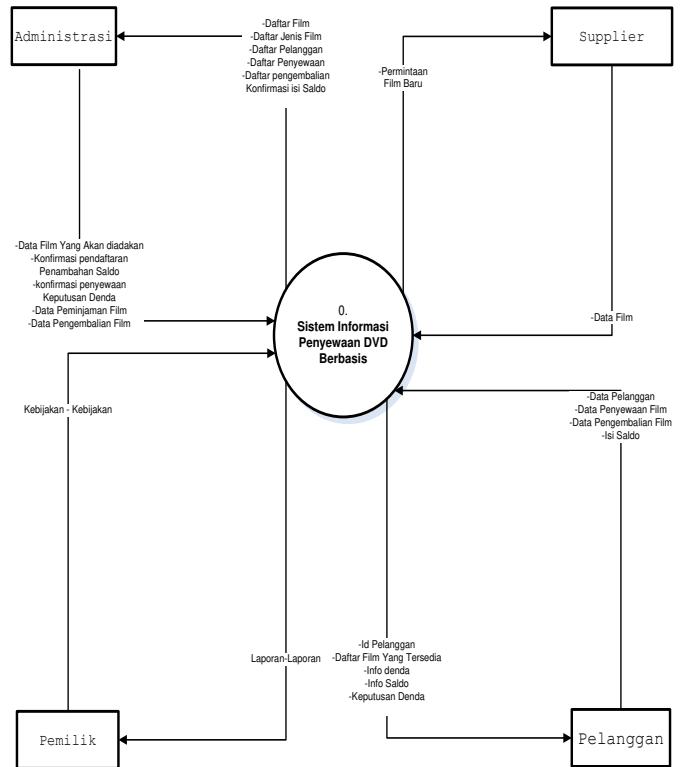 Administrasi
-Daftar Film
-Daftar Jenis Film
-Daftar Pelanggan
-Daftar Penyewaan
-Daftar pengembalian
Konfirmasi isi Saldo
-Permintaan
Film Baru
Supplier
-Data Film Yang Akan diadakan
-Konfirmasi pendaftaran
Penambahan Saldo
-konfirmasi penyewaan
Keputusan Denda
-Data Peminjaman Film
-Data Pengembalian Film
0.
Sistem Informasi
Penyewaan DVD
Berbasis
-Data Film
Kebijakan - Kebijakan
-Data Pelanggan
-Data Penyewaan Film
-Data Pengembalian Film
-Isi Saldo
Laporan-Laporan
-Id Pelanggan
-Daftar Film Yang Tersedia
-Info denda
-Info Saldo
-Keputusan Denda
Pemilik
Pelanggan